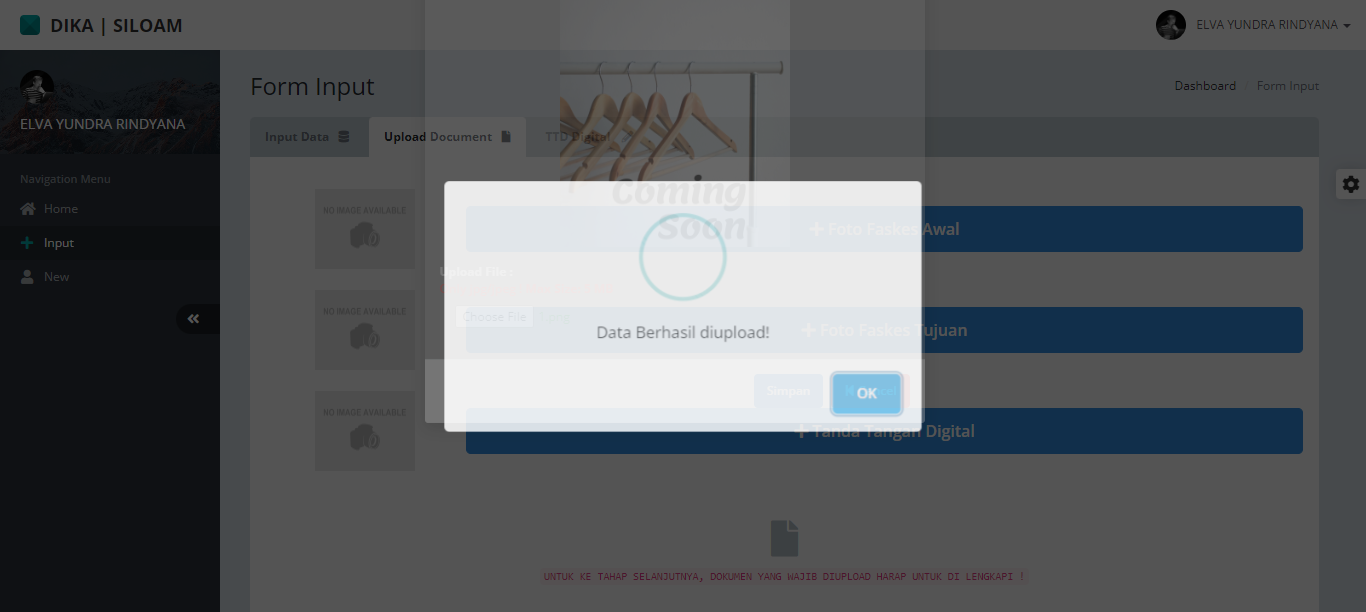 DIKA | SILOAM
ELVA YUNDRA RINDYANA
ELVA YUNDRA RINDYANA
Navigation Menu
Home
Input
New
Form Input
Dashboard
Form Input
Input Data
Upload Document
TTD Digital
Coming
Soon
NO IMAGE AVAILABLE
Foto Faskes Awal
Upload File :
NO IMAGE AVAILABLE
Choose File
Foto Faskes Tujuan
Data Berhasil diupload!
Simpan
OK
NO IMAGE AVAILABLE
Tanda Tangan Digital
UNTUK KE TAHAP SELANJUTNYA, DOKUMEN YANG WAJIB DIUPLOAD HARAP UNTUK DI LENGKAPI !